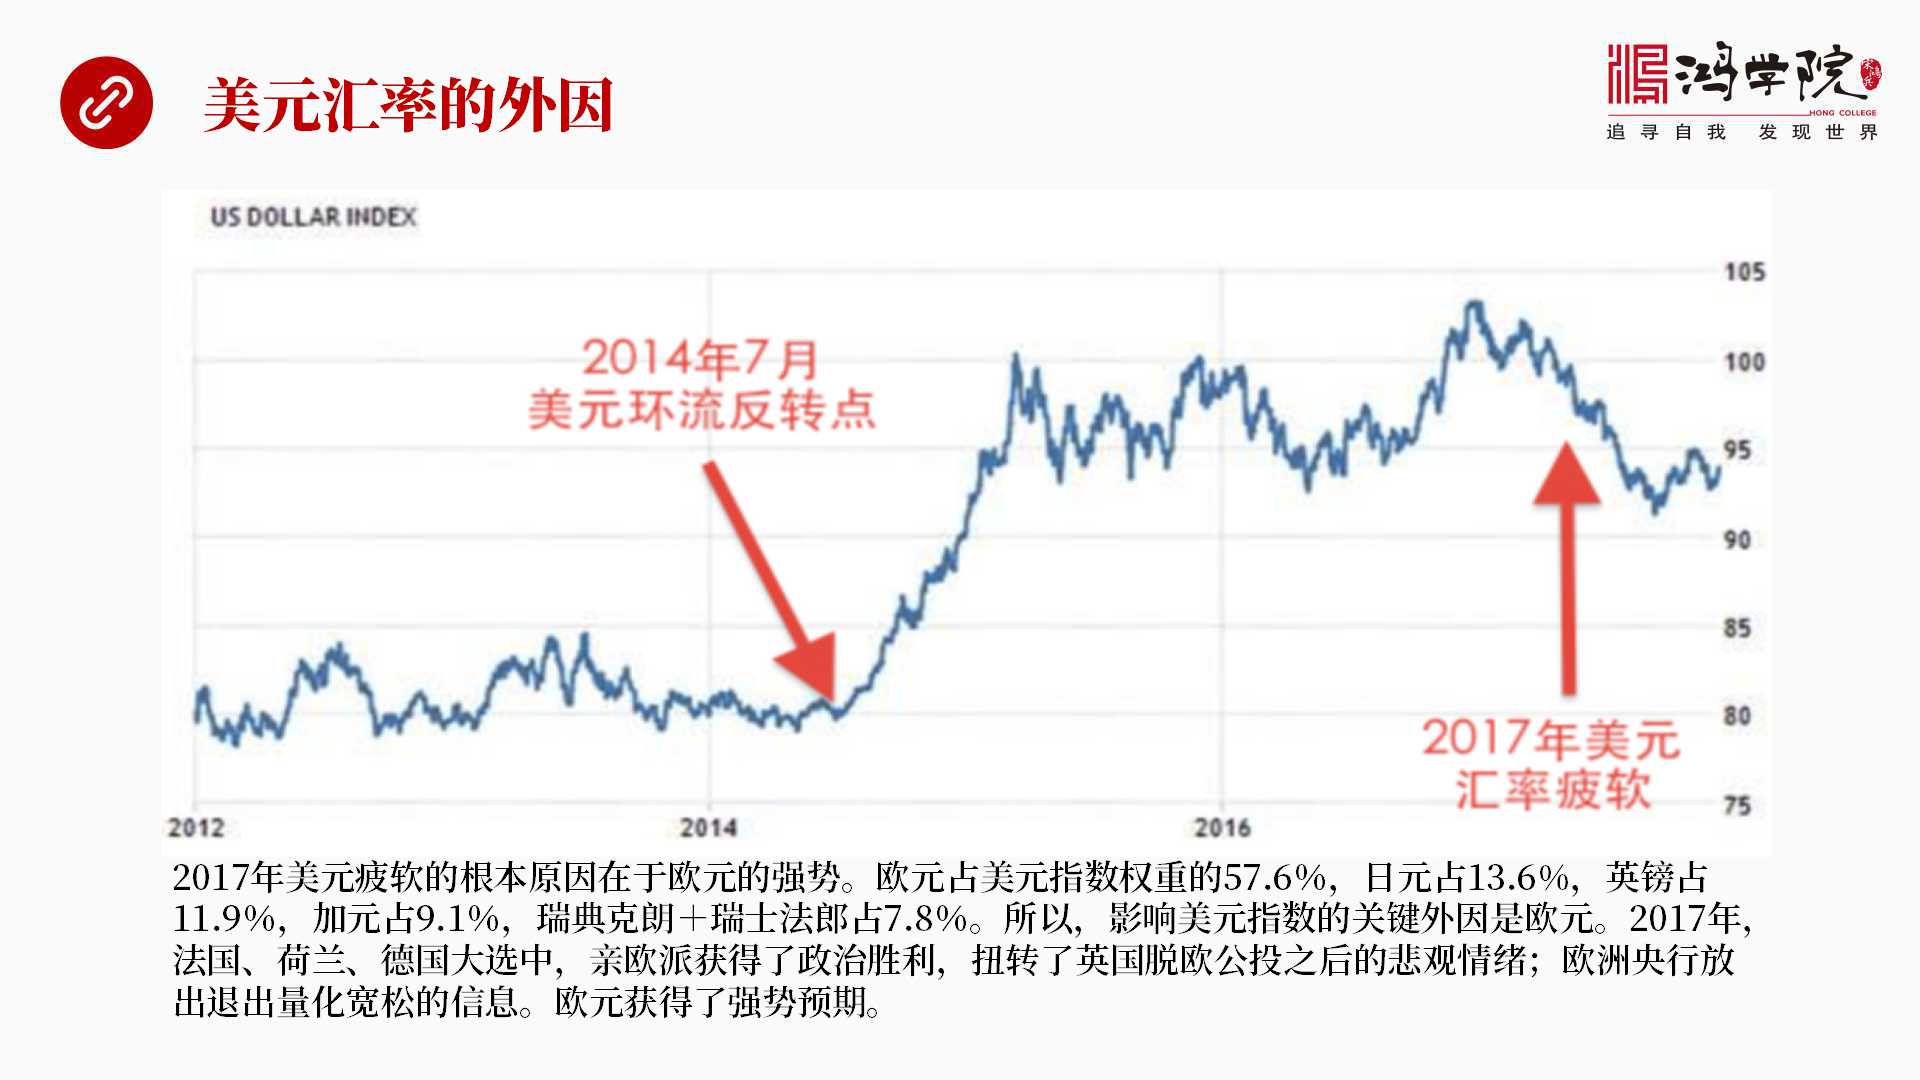 美元汇率的外因
鸿学院
宋鸿兵
HONG COLLEGE
追寻自我 发现世界
US DOLLAR INDEX
105
100
95
90
85
80
75
2014年7月
美元环流反转点
2017年美元
汇率疲软
2012
2014
2016
2017年美元疲软的根本原因在于欧元的强势。欧元占美元指数权重的57.6%，日元占13.6%，英镑占
11.9%，加元占9.1%，瑞典克朗＋瑞士法郎占7.8%。所以，影响美元指数的关键外因是欧元。2017年，
法国、荷兰、德国大选中，亲欧派获得了政治胜利，扭转了英国脱欧公投之后的悲观情绪；欧洲央行放
出退出量化宽松的信息。欧元获得了强势预期。